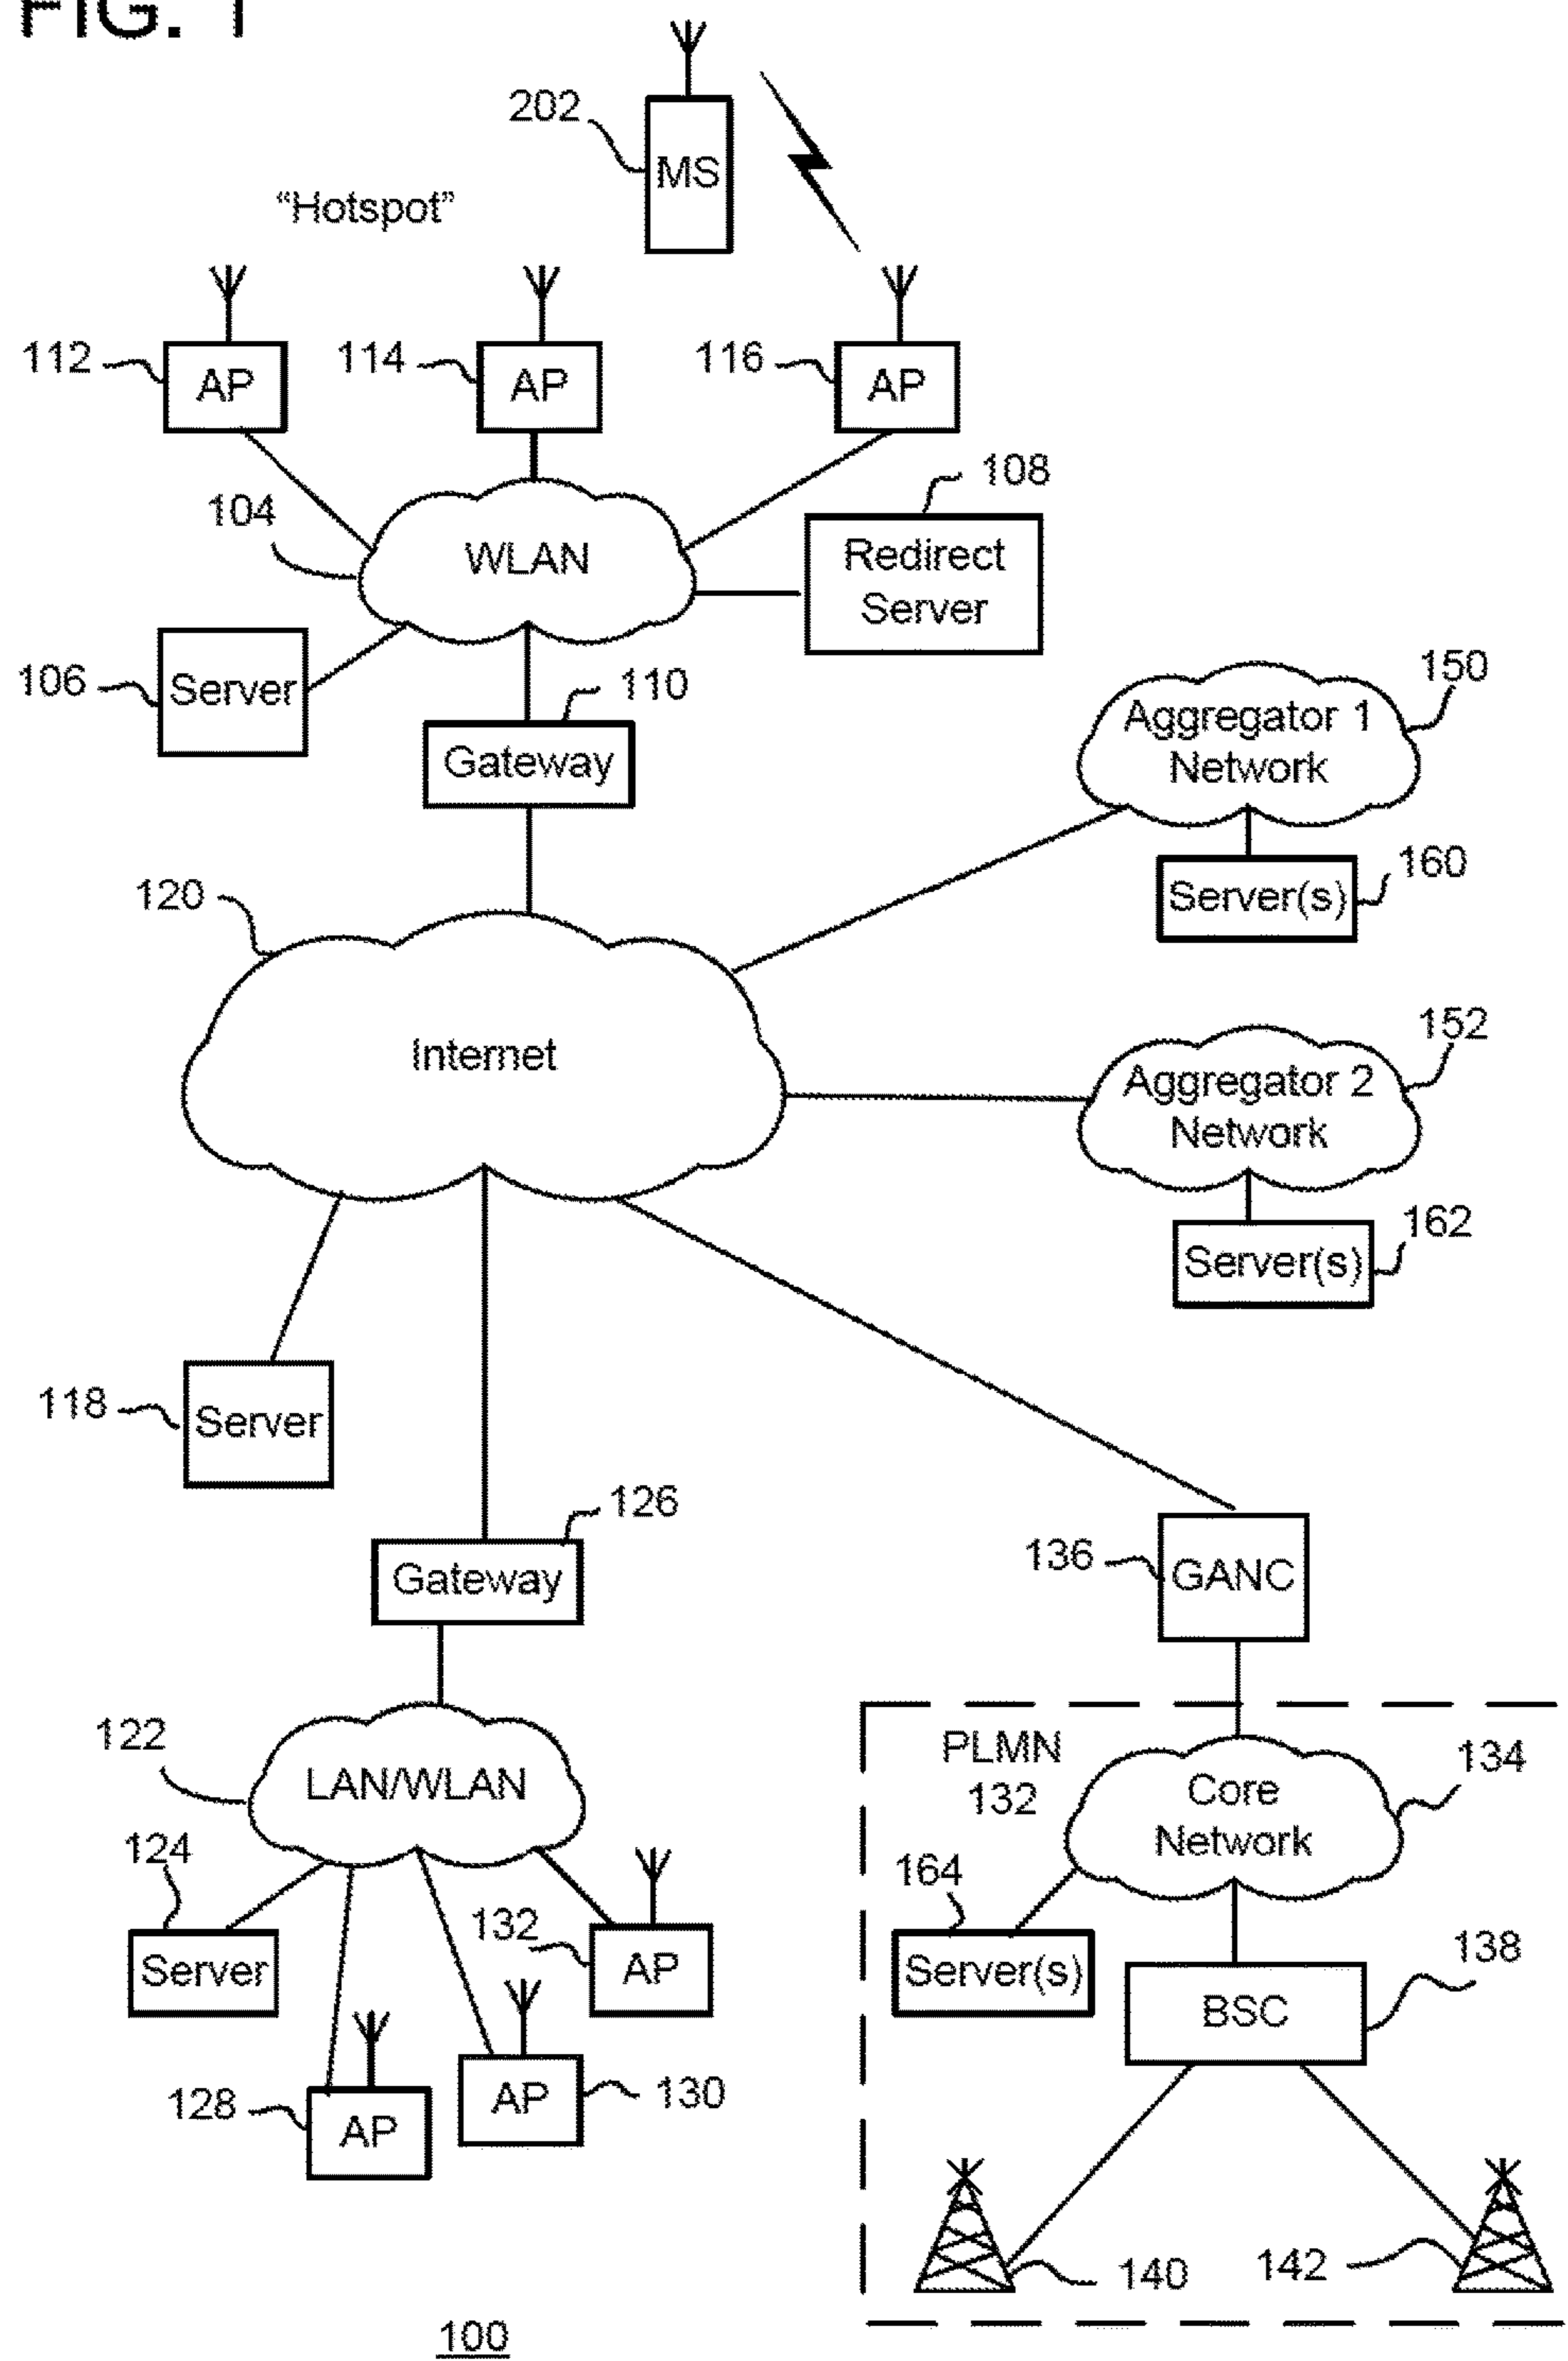 FIG. 1
202
MS
“Hotspot”
112
AP
114
AP
116
AP
104
WLAN
108
Redirect
Server
106
Server
110
Gateway
150
Aggregator 1
Network
160
Server(s)
120
Internet
152
Aggregator 2
Network
162
Server(s)
118
Server
126
Gateway
136
GANC
122
LAN/WLAN
PLMN
132
134
Core
Network
124
Server
132
AP
164
Server(s)
138
BSC
128
AP
130
AP
140
142
100